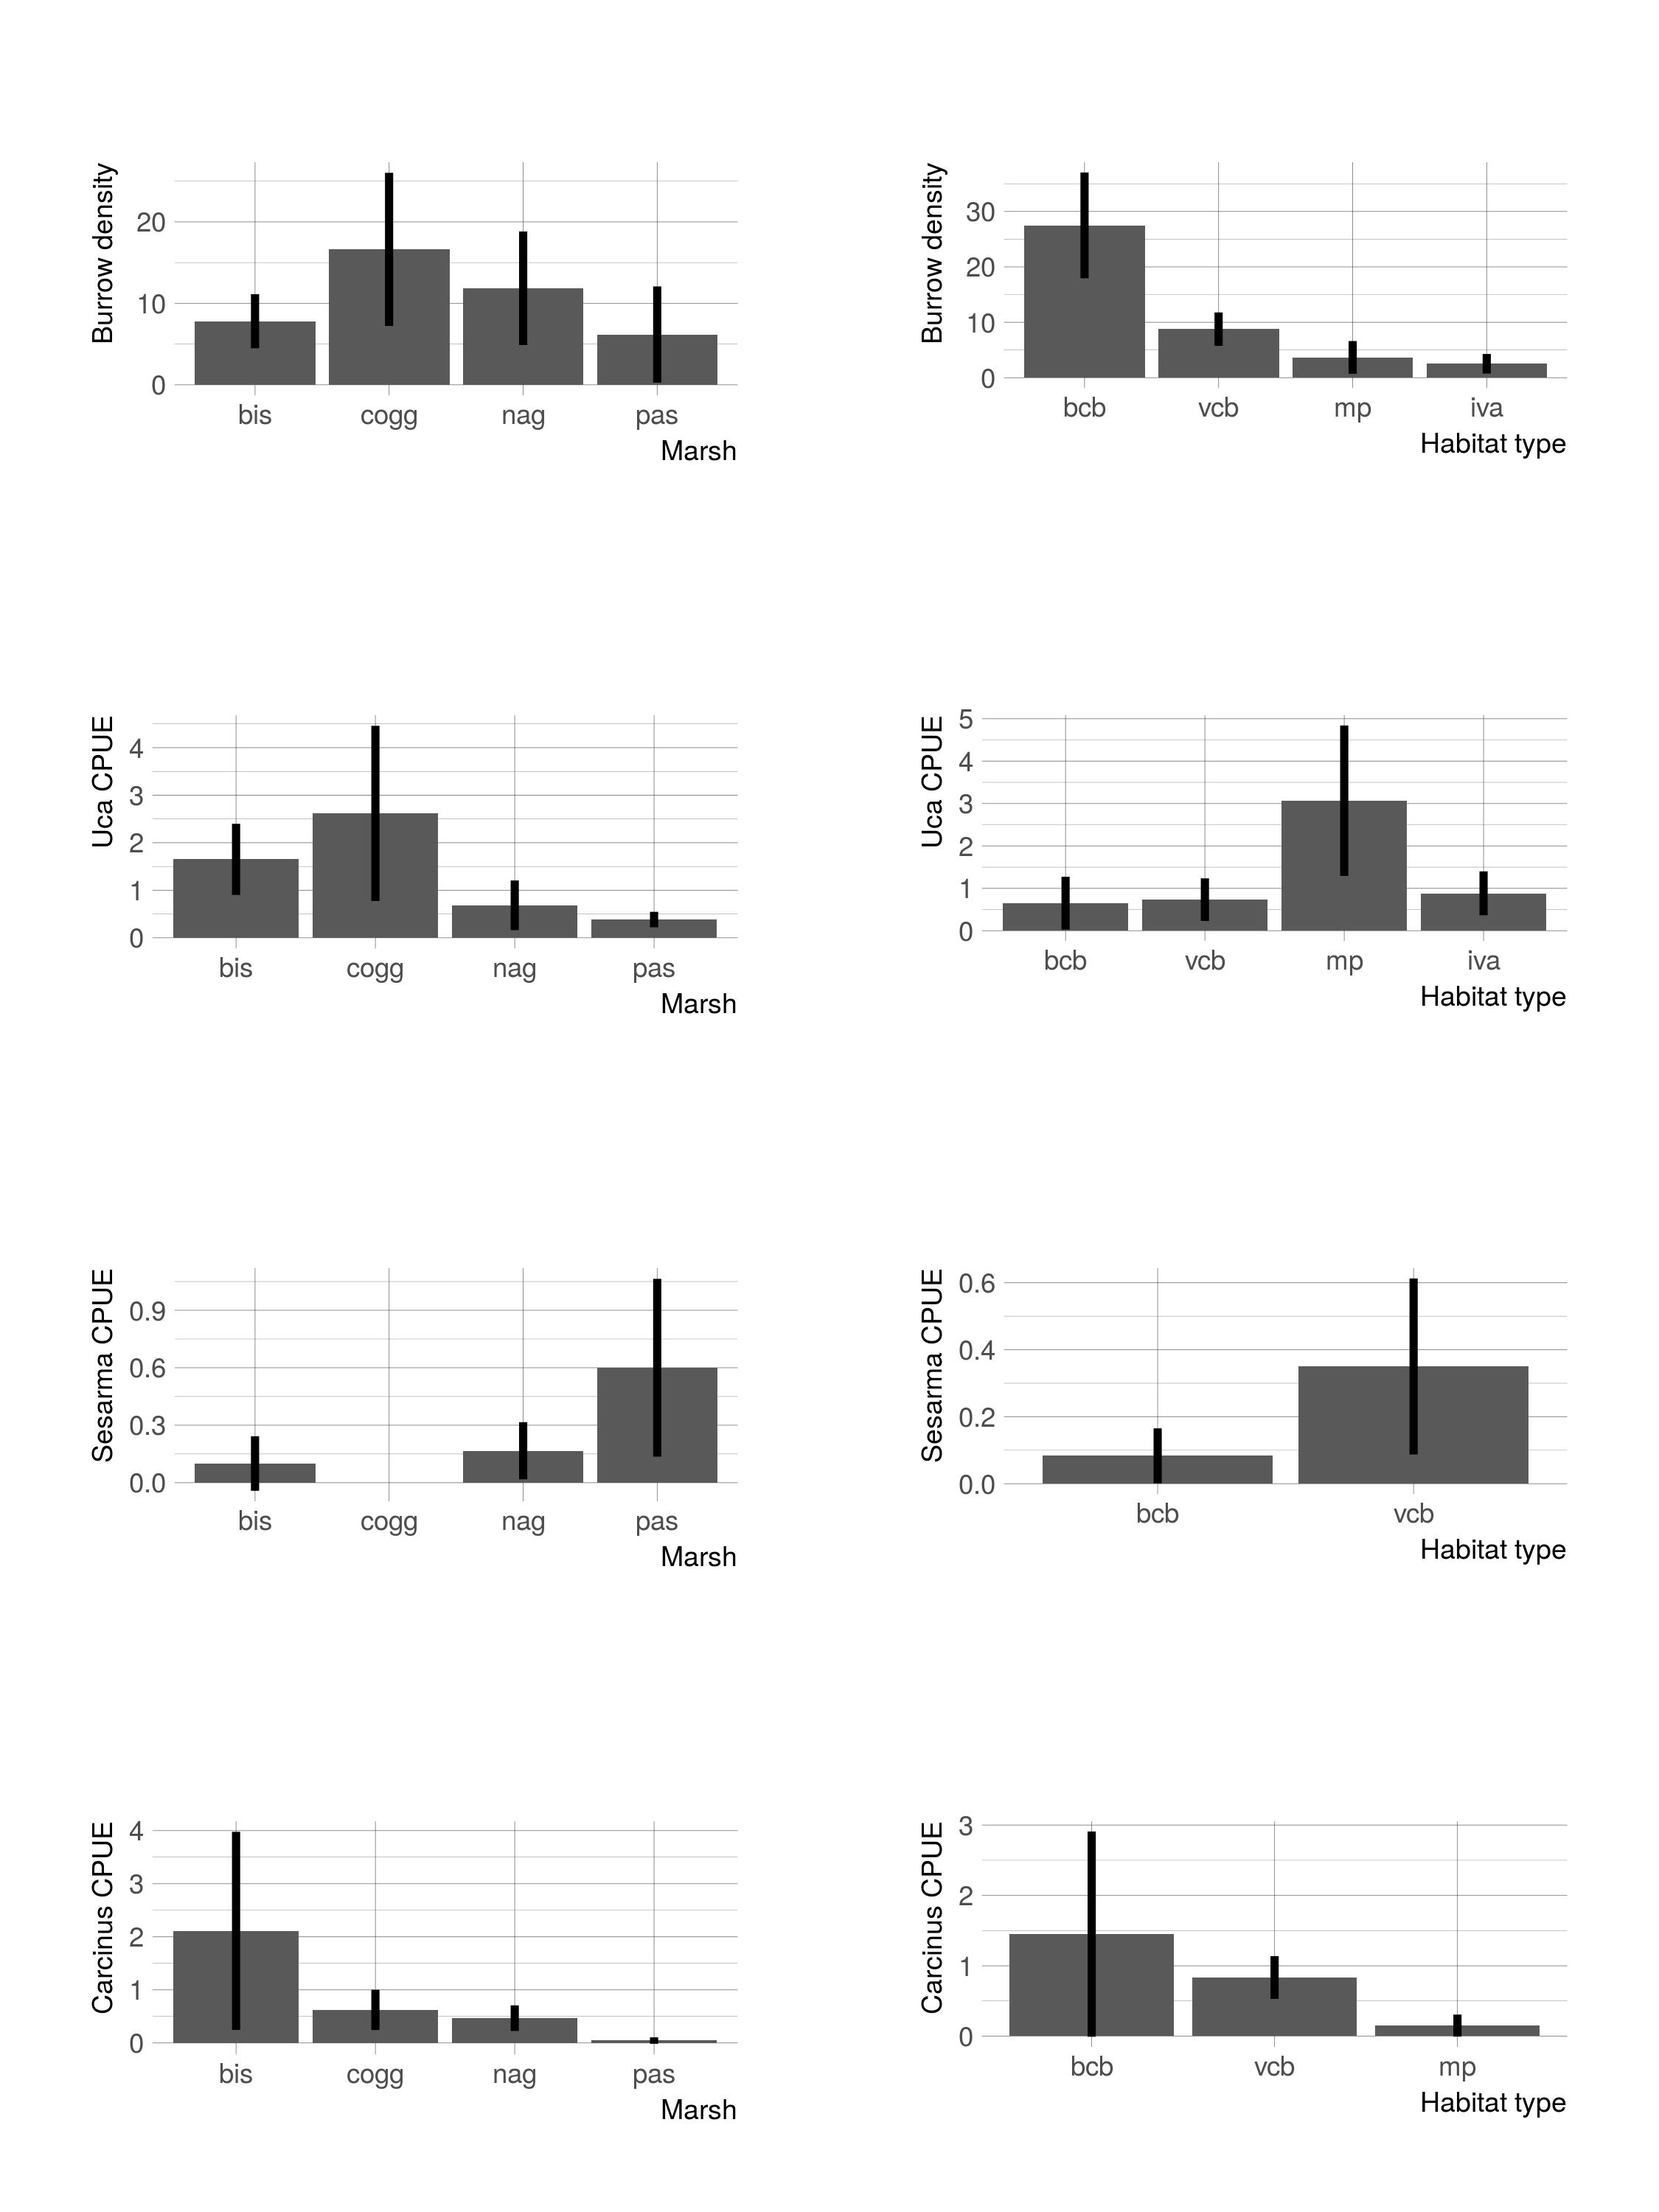 Burrow density
20
10
0
bis cogg nag pas
Marsh
Burrow density
30
20
10
0
bcb vcb mp iva
Habitat type
Uca CPUE
4
3
2
1
0
bis cogg nag pas
Marsh
Uca CPUE
5
4
3
2
1
0
bcb vcb mp iva
Habitat type
Sesarma CPUE
0.9
0.6
0.3
0.0
bis cogg nag pas
Marsh
Sesarma CPUE
0.6
0.4
0.2
0.0
bcb vcb
Habitat type
Carcinus CPUE
4
3
2
1
0
bis cogg nag pas
Marsh
Carcinus CPUE
3
2
1
0
bcb vcb mp
Habitat type